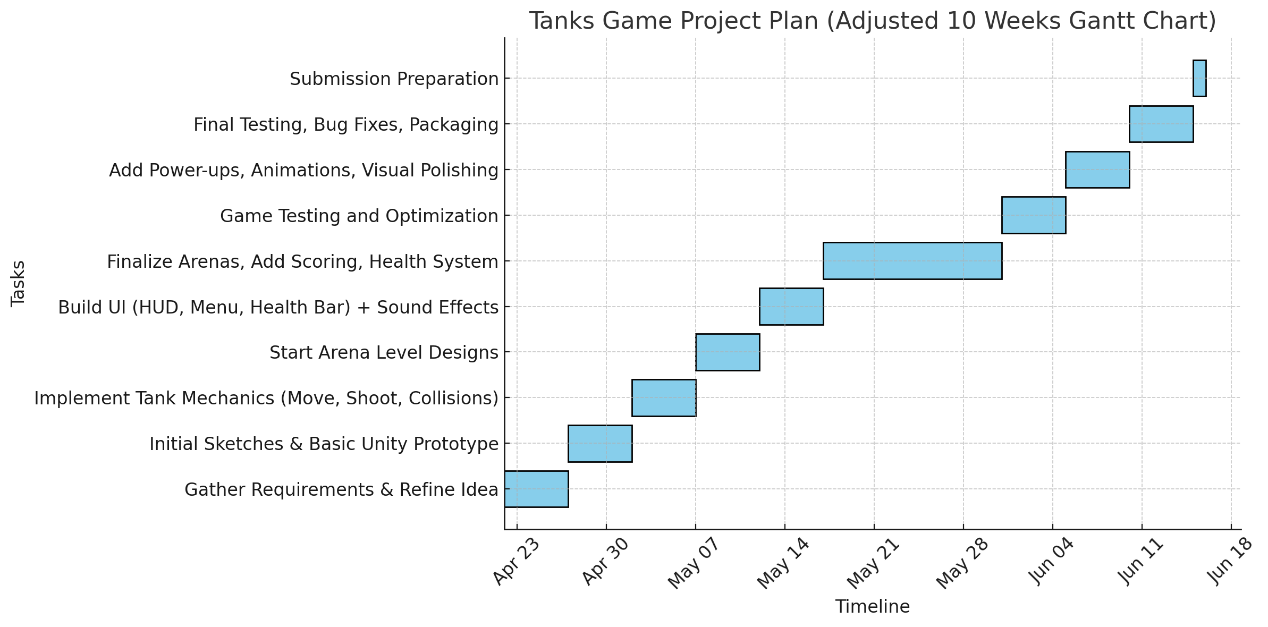 Tanks Game Project Plan (Adjusted 10 Weeks Gantt Chart)
Submission Preparation
Final Testing, Bug Fixes, Packaging
Add Power-ups, Animations, Visual Polishing
Game Testing and Optimization
Finalize Arenas, Add Scoring, Health System
Build UI (HUD, Menu, Health Bar) + Sound Effects
Start Arena Level Designs
Implement Tank Mechanics (Move, Shoot, Collisions)
Initial Sketches & Basic Unity Prototype
Gather Requirements & Refine Idea
Tasks
Apr 23
Apr 30
May 07
May 14
May 21
May 28
Jun 04
Jun 11
Jun 18
Timeline